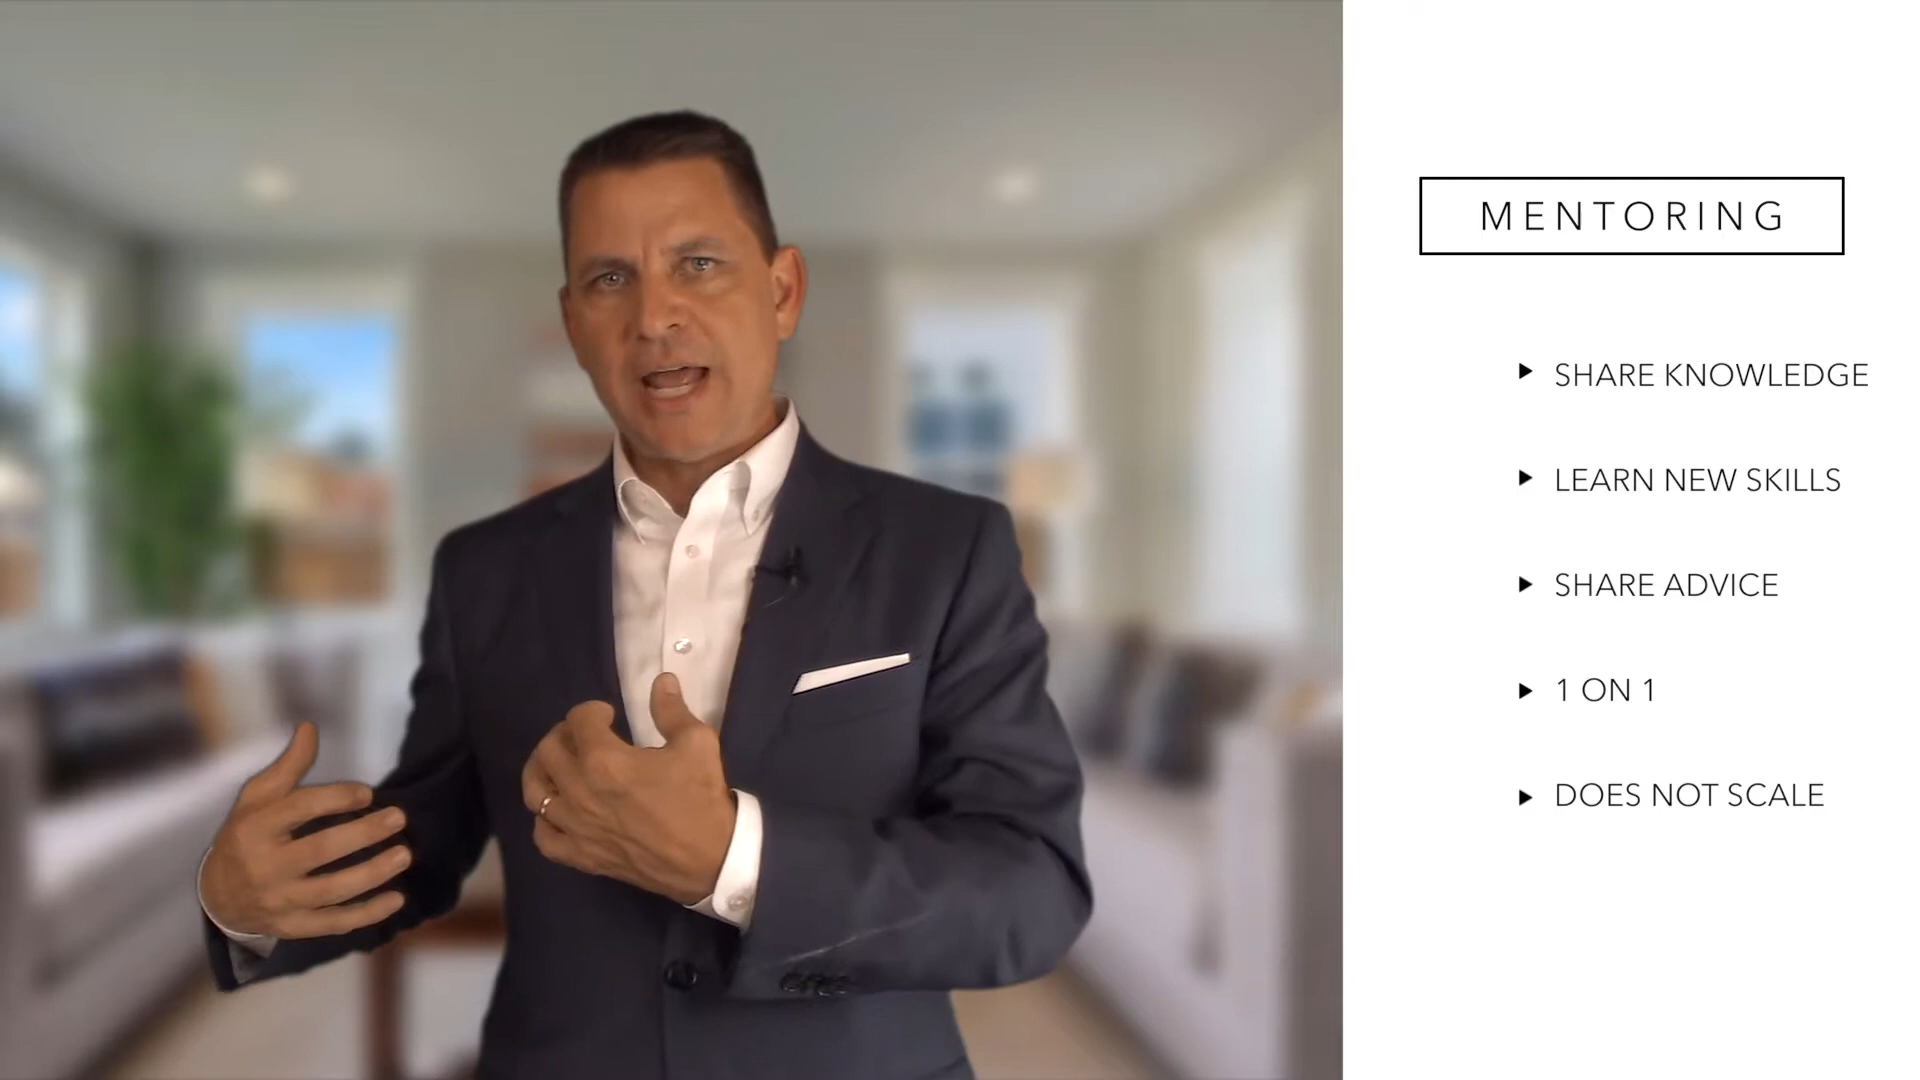 MENTORING
SHARE KNOWLEDGE
LEARN NEW SKILLS
SHARE ADVICE
1 ON 1
DOES NOT SCALE